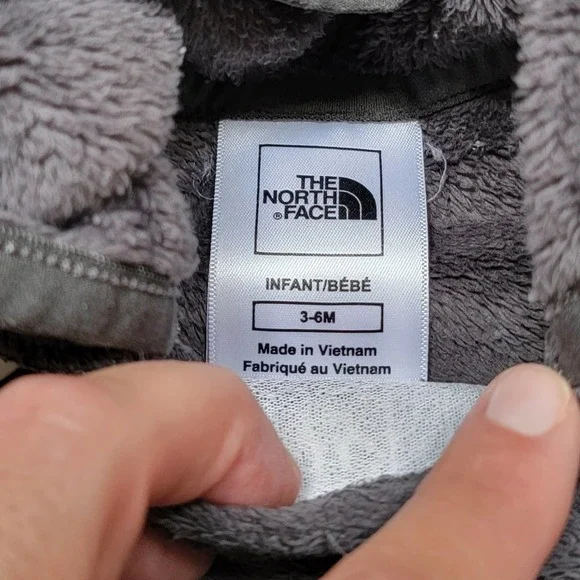 THE
NORTH
® FACE
INFANT/BÉBÉ
3-6M
Made in Vietnam
Fabriqué au Vietnam